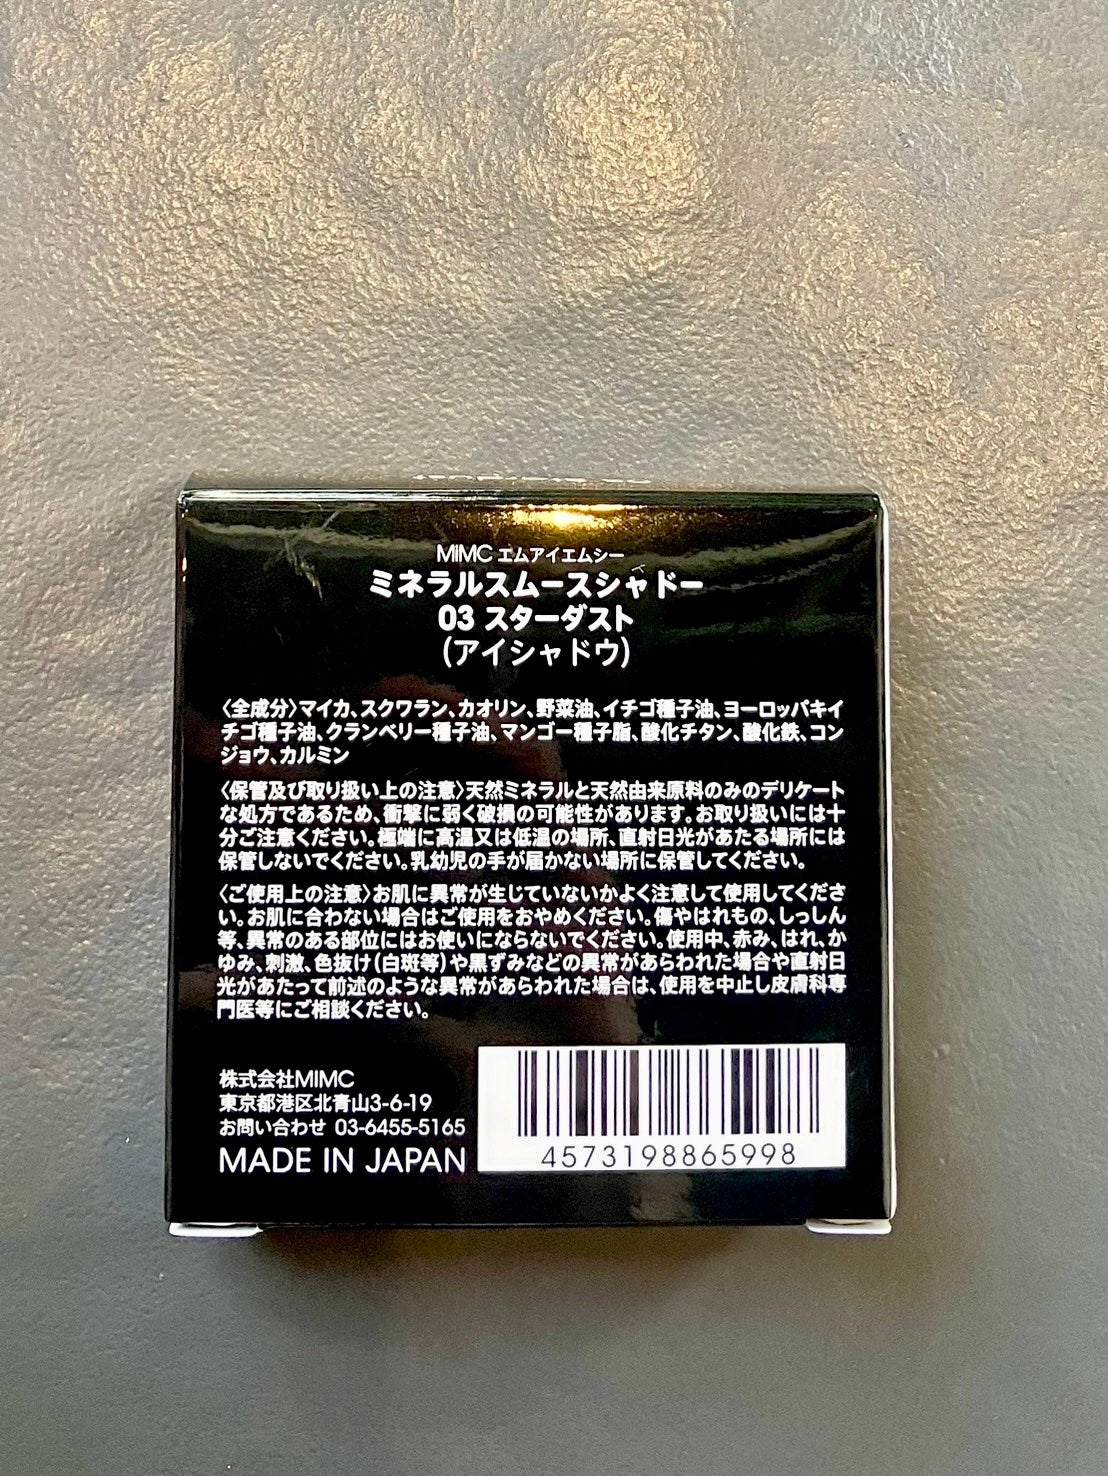 MiMC エムアイエムシー
ミネラルスムースシャドー
03 スターダスト
(アイシャドウ)
〈全成分〉マイカ、スクワラン、カオリン、野菜油、イチゴ種子油、ヨーロッパキイ
チゴ種子油、クランベリー種子油、マンゴー種子脂、酸化チタン、酸化鉄、コン
ジョウ、カルミン
〈保管及び取り扱い上の注意〉天然ミネラルと天然由来原料のみのデリケート
な処方であるため、衝撃に弱く破損の可能性があります。お取り扱いには十
分ご注意ください。極端に高温又は低温の場所、直射日光があたる場所には
保管しないでください。乳幼児の手が届かない場所に保管してください。
〈ご使用上の注意〉お肌に異常が生じていないかよく注意して使用してくださ
い。お肌に合わない場合はご使用をおやめください。傷やはれもの、しっしん
等、異常のある部位にはお使いにならないでください。使用中、赤み、はれ、か
ゆみ、刺激、色抜け(白斑等)や黒ずみなどの異常があらわれた場合や直射日
光があたって前述のような異常があらわれた場合は、使用を中止し皮膚科専
門医等にご相談ください。
株式会社MIMC
東京都港区北青山3-6-19
お問い合わせ 03-6455-5165
MADE IN JAPAN
4573198865998